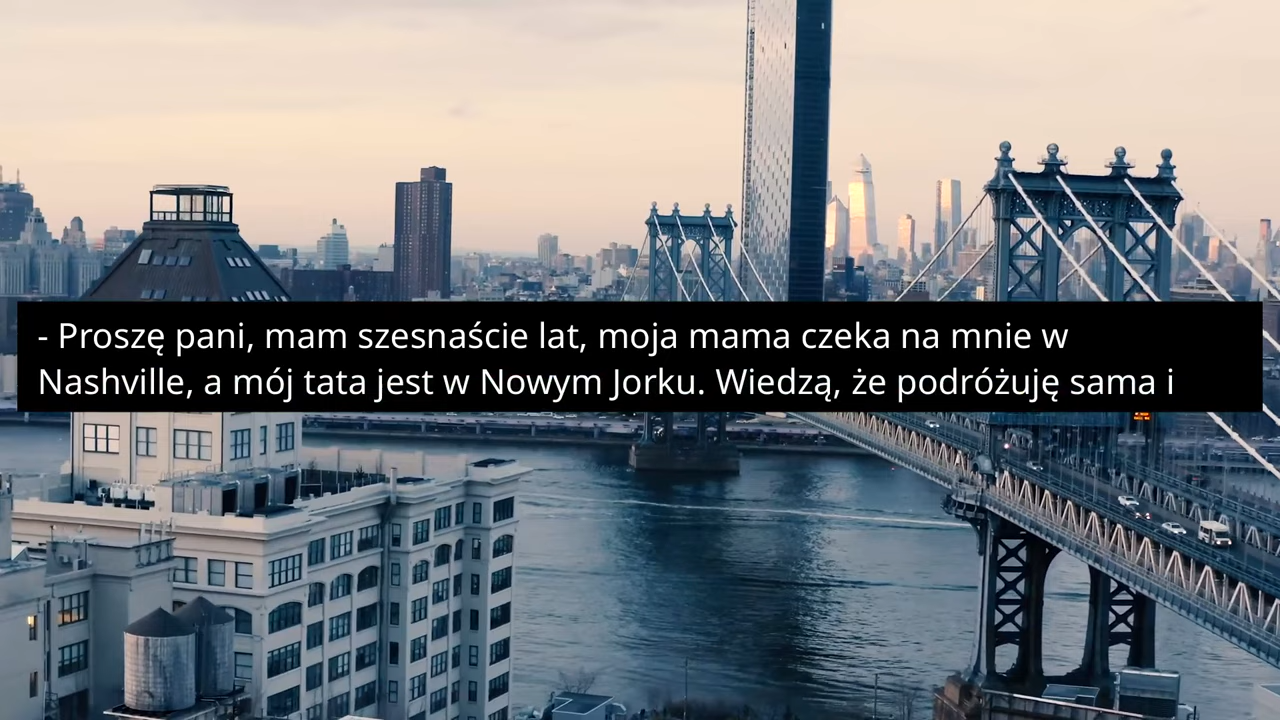 - Proszę pani, mam szesnaście lat, moja mama czeka na mnie w
Nashville, a mój tata jest w Nowym Jorku. Wiedzą, że podróżuję sama i